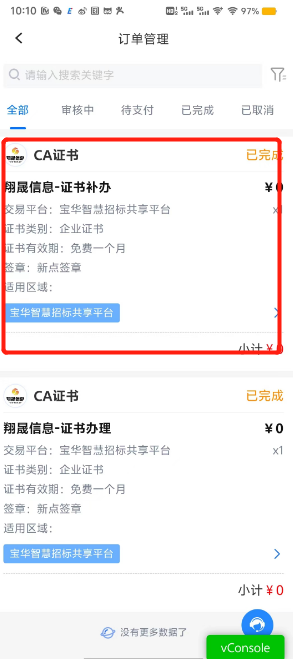 10:10
97%
订单管理
请输入搜索关键字
全部 审核中 待支付 已完成 已取消
CA证书 已完成
翔晟信息-证书补办 ¥0
交易平台：宝华智慧招标共享平台 x1
证书类别：企业证书
证书有效期：免费一个月
签章：新点签章
适用区域：
宝华智慧招标共享平台
小计 ¥0
CA证书 已完成
翔晟信息-证书办理 ¥0
交易平台：宝华智慧招标共享平台 x1
证书类别：企业证书
证书有效期：免费一个月
签章：新点签章
适用区域：
宝华智慧招标共享平台
小计 ¥0
没有更多数据了
vConsole